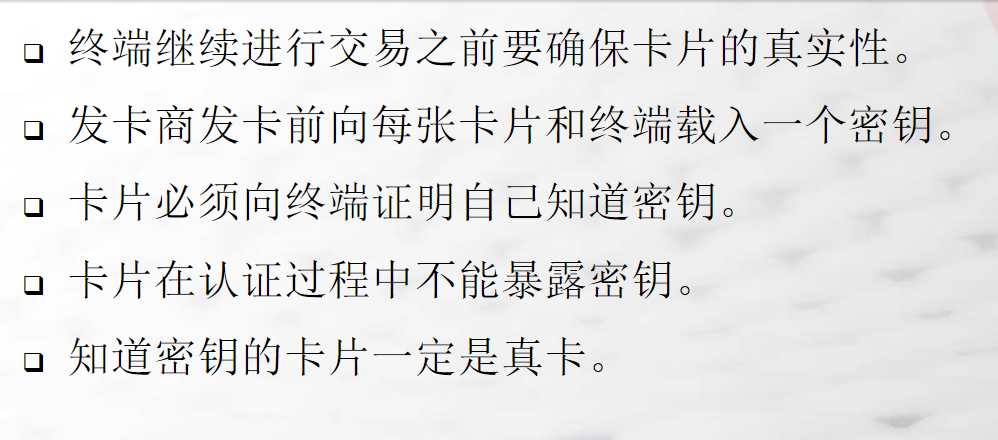 ❑ 终端继续进行交易之前要确保卡片的真实性。
❑ 发卡商发卡前向每张卡片和终端载入一个密钥。
❑ 卡片必须向终端证明自己知道密钥。
❑ 卡片在认证过程中不能暴露密钥。
❑ 知道密钥的卡片一定是真卡。